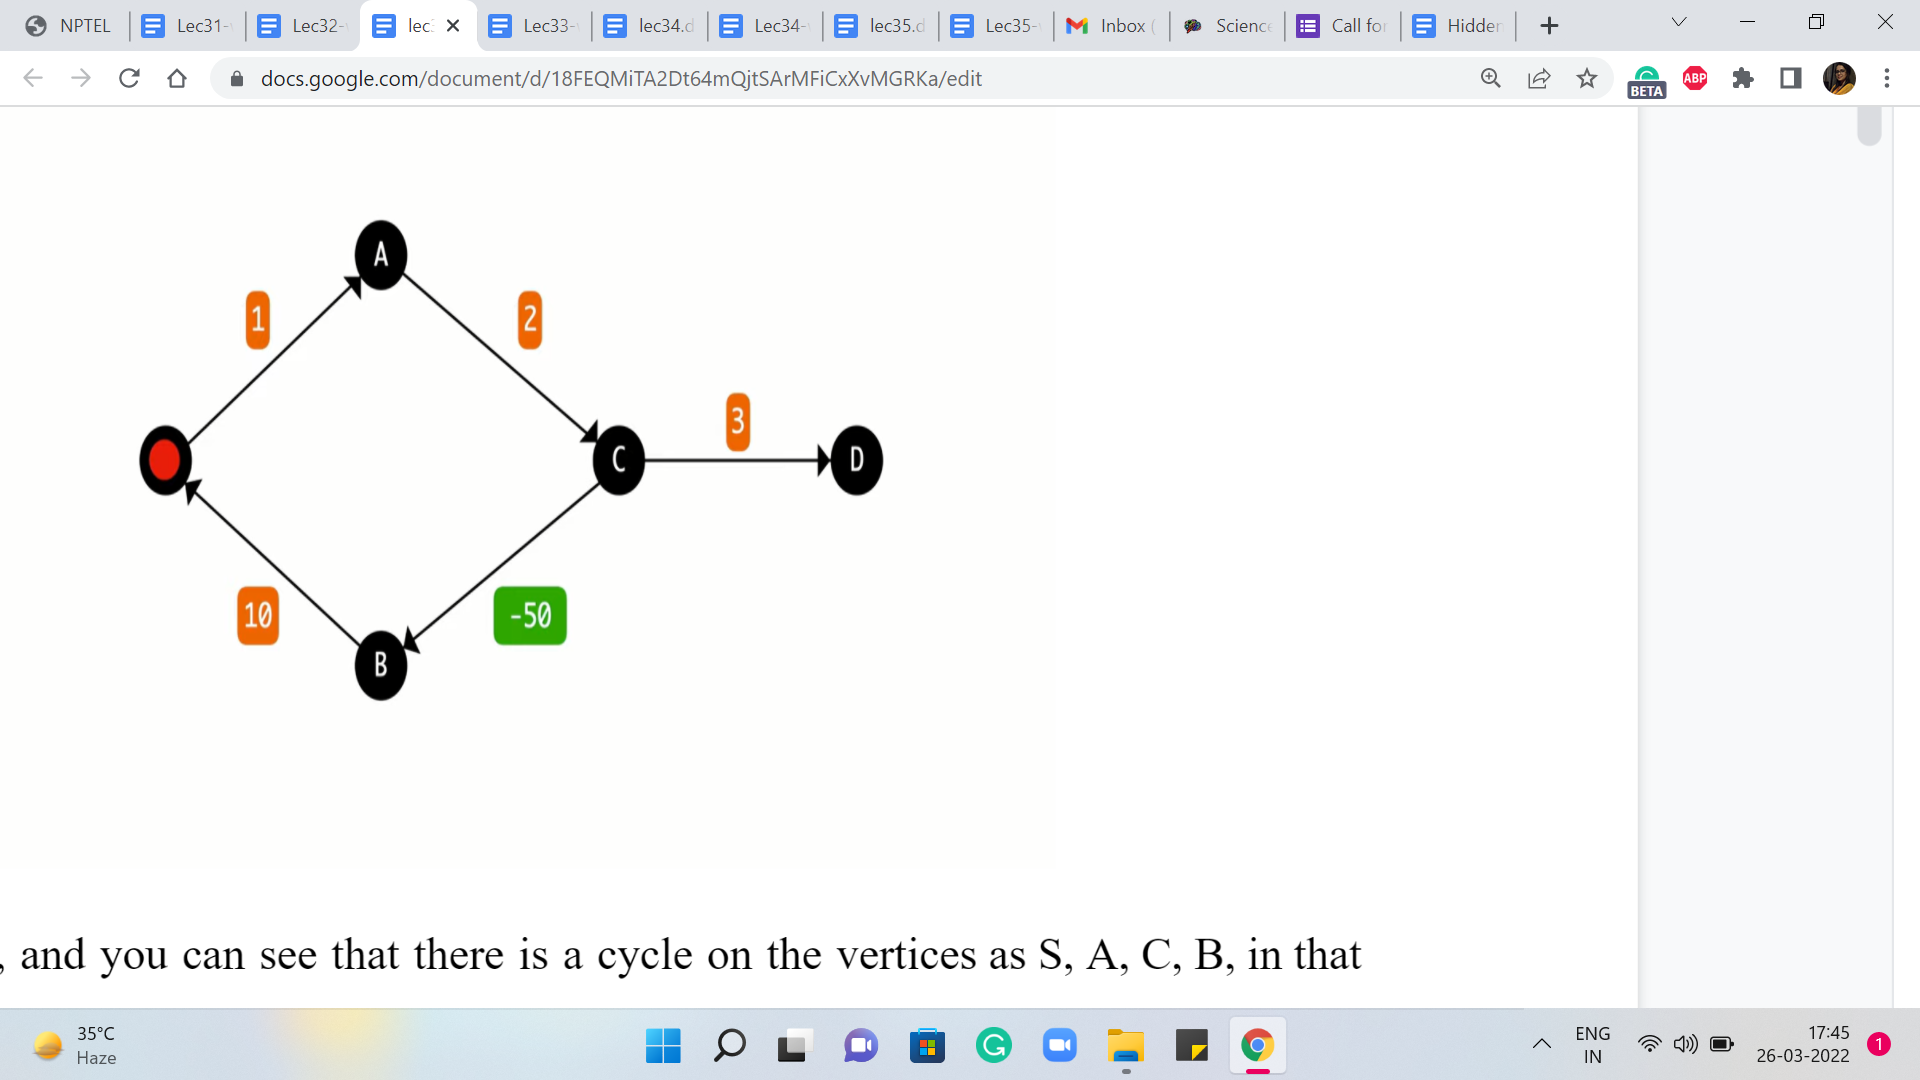 NPTEL Lec31- Lec32- lec3 Lec33- lec34.d Lec34- lec35.d Lec35- Inbox ( Science Call for Hidden
docs.google.com/document/d/18FEQMiTA2Dt64mQjtSArMFiCxXvMGRKa/edit
BETA ABP
A
1 2
3
C D
10 -50
B
, and you can see that there is a cycle on the vertices as S, A, C, B, in that
35°C
Haze
ENG
IN
17:45
26-03-2022
1